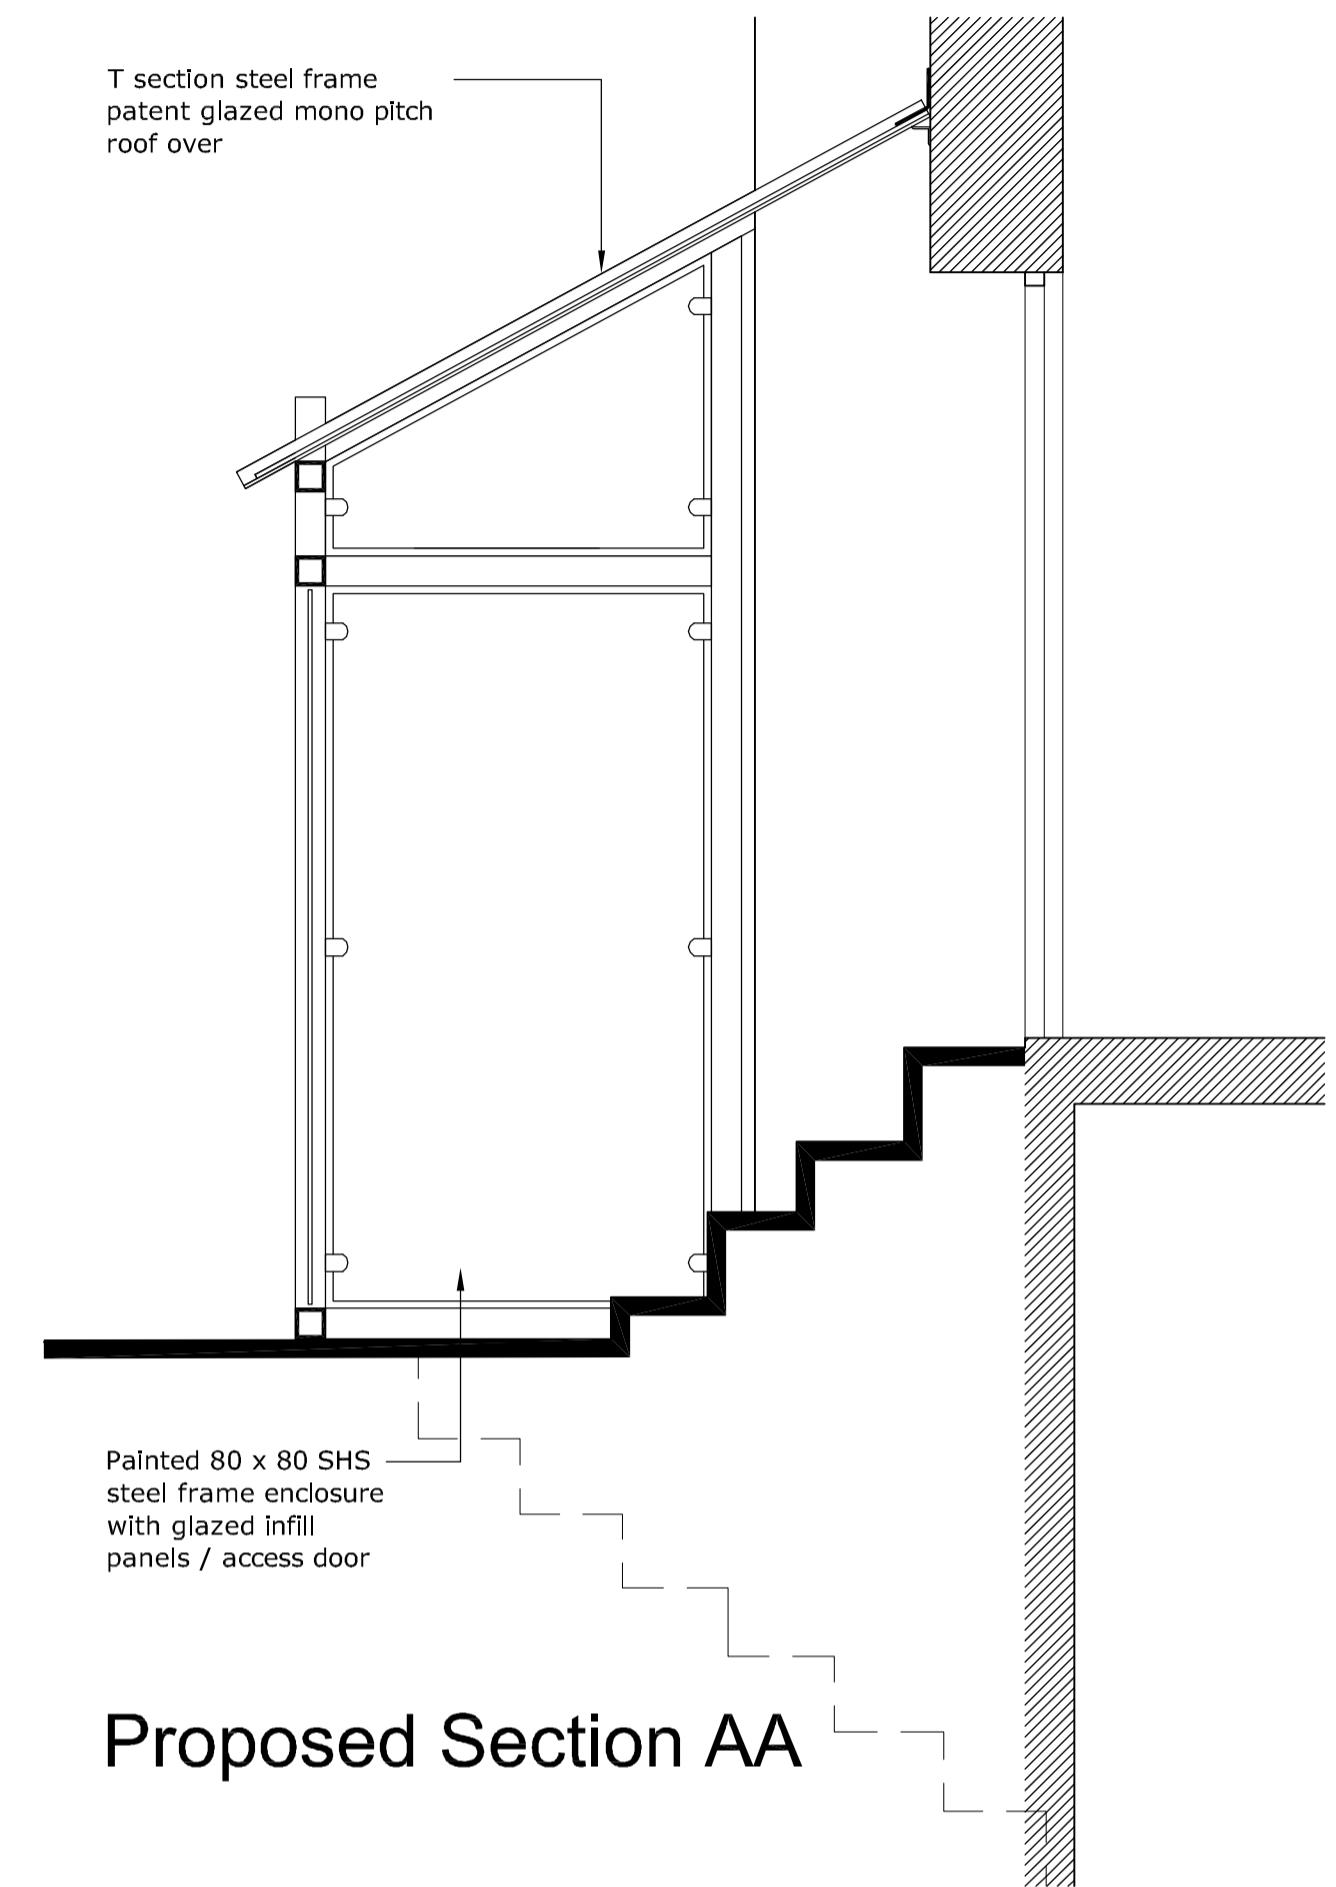 T section steel frame
patent glazed mono pitch
roof over
Painted 80 x 80 SHS
steel frame enclosure
with glazed infill
panels / access door
Proposed Section AA